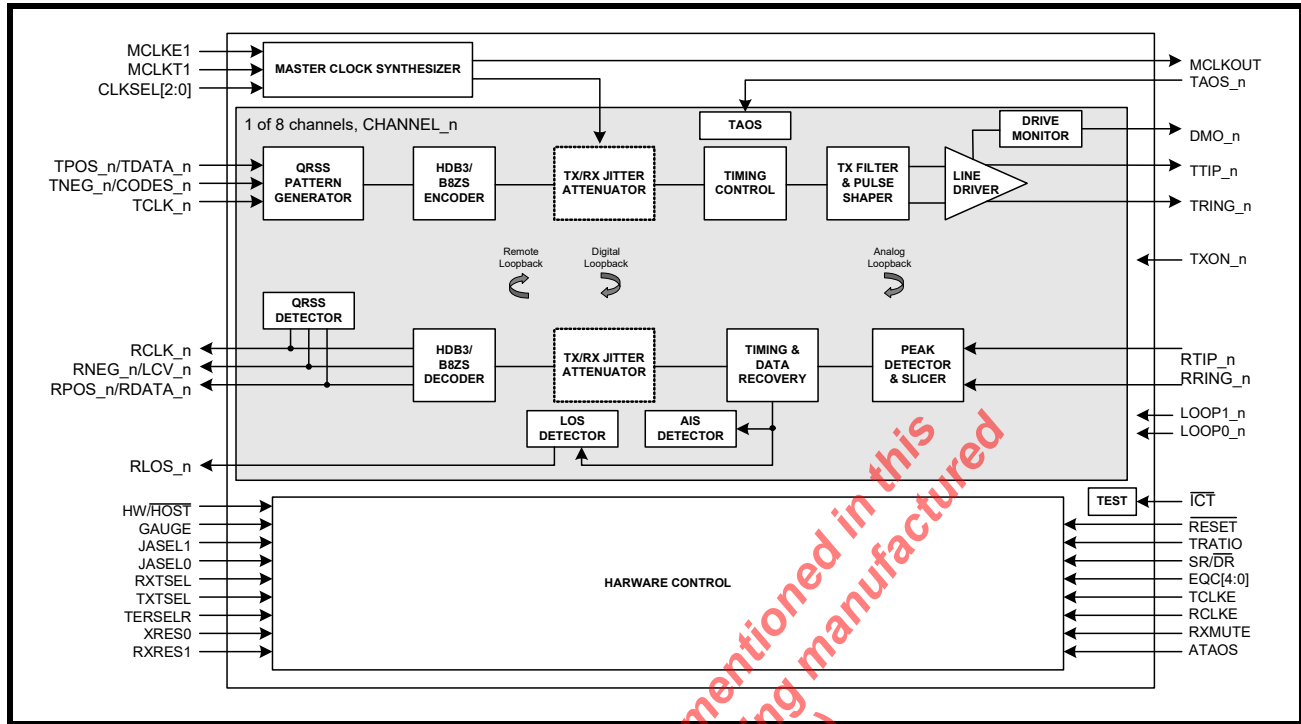 MCLKE1
MCLKT1
CLKSEL[2:0]
MASTER CLOCK SYNTHESIZER
MCLKOUT
TAOS_n
1 of 8 channels, CHANNEL_n
TAOS
DRIVE
MONITOR
DMO_n
TPOS_n/TDATA_n
TNEG_n/CODES_n
TCLK_n
QRSS
PATTERN
GENERATOR
HDB3/
B8ZS
ENCODER
TX/RX JITTER
ATTENUATOR
TIMING
CONTROL
TX FILTER
& PULSE
SHAPER
LINE
DRIVER
TTIP_n
TRING_n
TXON_n
Remote
Loopback
Digital
Loopback
Analog
Loopback
QRSS
DETECTOR
RCLK_n
RNEG_n/LCV_n
RPOS_n/RDATA_n
HDB3/
B8ZS
DECODER
TX/RX JITTER
ATTENUATOR
TIMING &
DATA
RECOVERY
PEAK
DETECTOR
& SLICER
RTIP_n
RRING_n
LOS
DETECTOR
AIS
DETECTOR
LOOP1_n
LOOP0_n
RLOS_n
TEST
ICT
HW/HOST
GAUGE
JASEL1
JASEL0
RXTSEL
TXTSEL
TERSELR
XRES0
RXRES1
HARWARE CONTROL
RESET
TRATIO
SR/DR
EQC[4:0]
TCLKE
RCLKE
RXMUTE
ATAOS
mentioned in this
ing manufactured